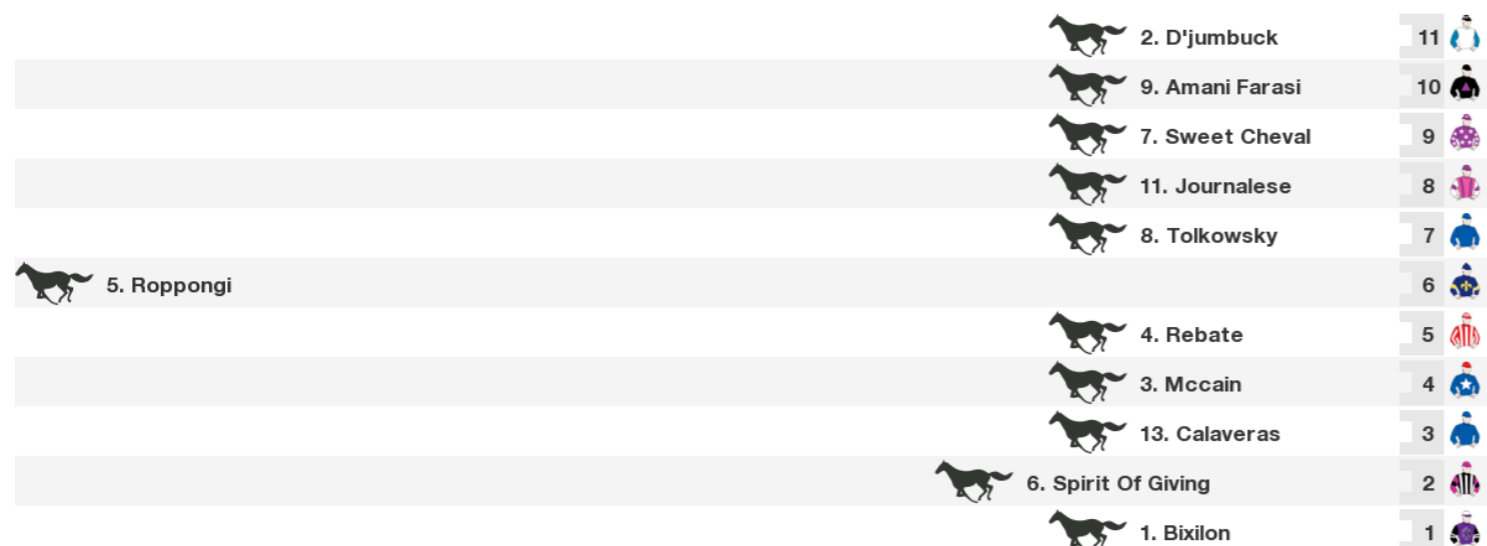 2. D'jumbuck 11
9. Amani Farasi 10
7. Sweet Cheval 9
11. Journalese 8
8. Tolkowsky 7
5. Roppongi 6
4. Rebate 5
3. Mccain 4
13. Calaveras 3
6. Spirit Of Giving 2
1. Bixilon 1